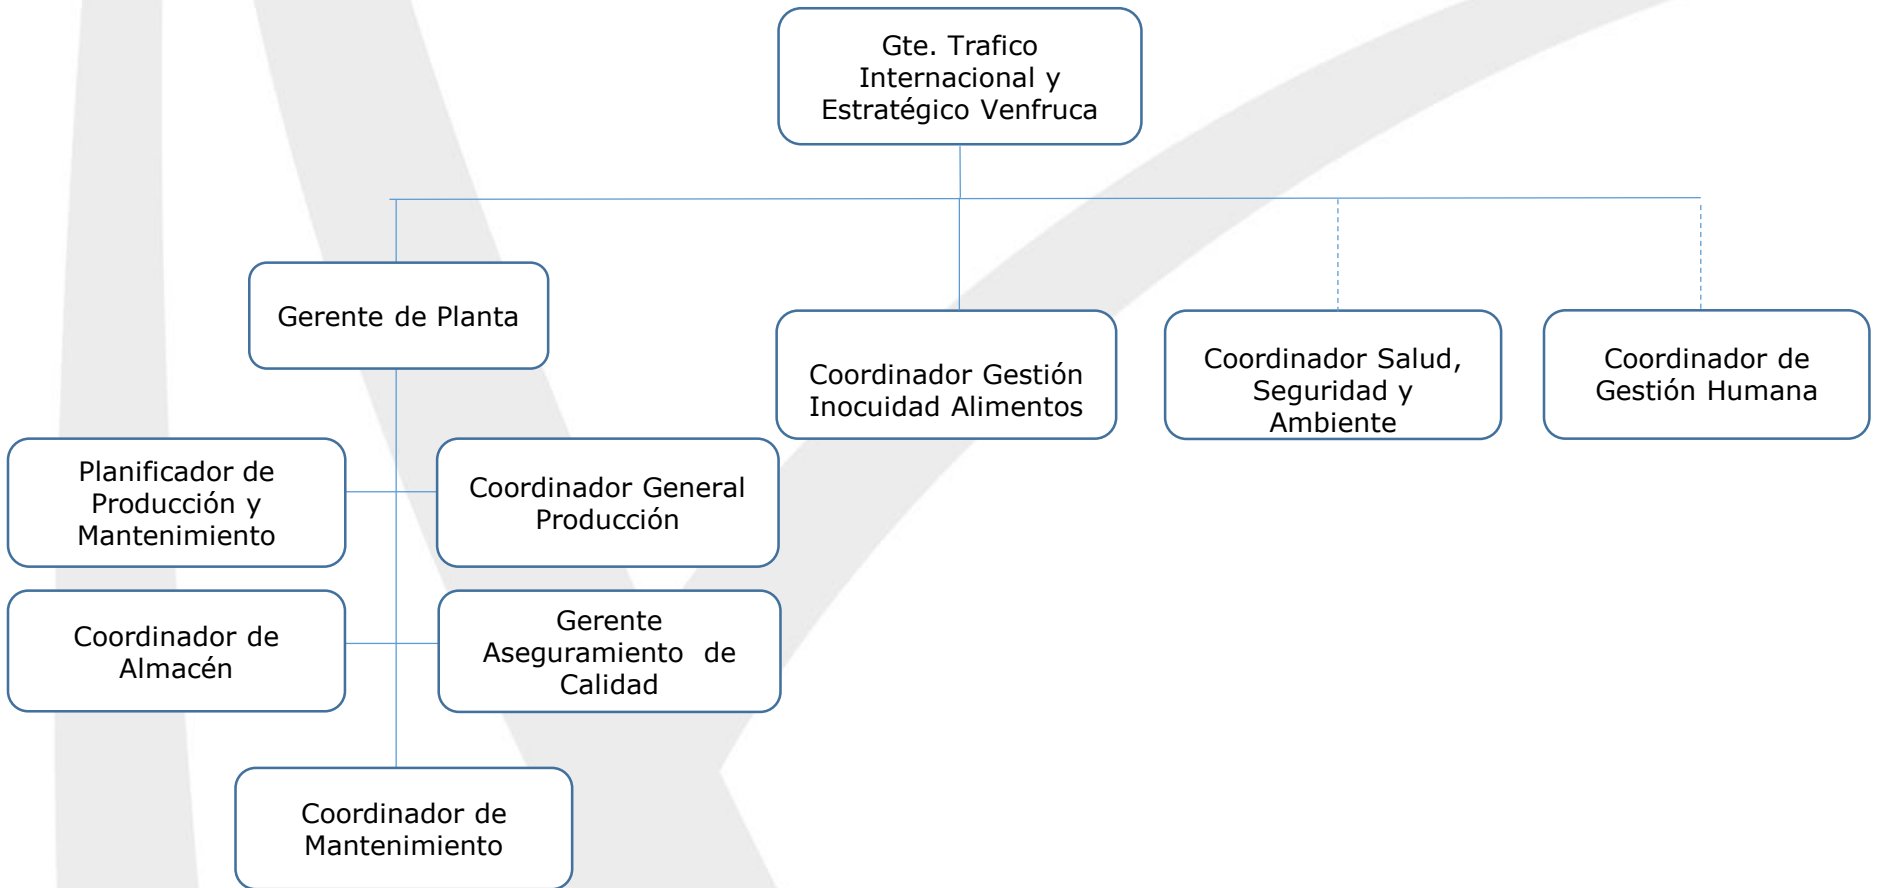 Gte. Trafico
Internacional y
Estratégico Venfruca
Gerente de Planta
Coordinador Gestión
Inocuidad Alimentos
Coordinador Salud,
Seguridad y
Ambiente
Coordinador de
Gestión Humana
Planificador de
Producción y
Mantenimiento
Coordinador General
Producción
Coordinador de
Almacén
Gerente
Aseguramiento  de
Calidad
Coordinador de
Mantenimiento